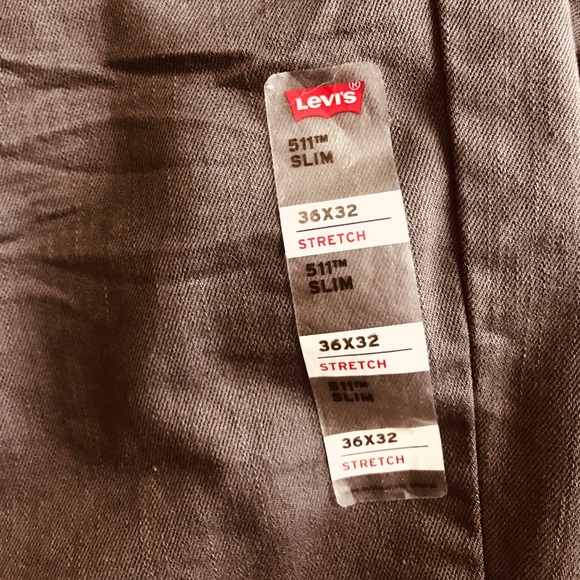 Levi's®
511™
SLIM
36X32
STRETCH
511™
SLIM
36X32
STRETCH
511™
SLIM
36X32
STRETCH